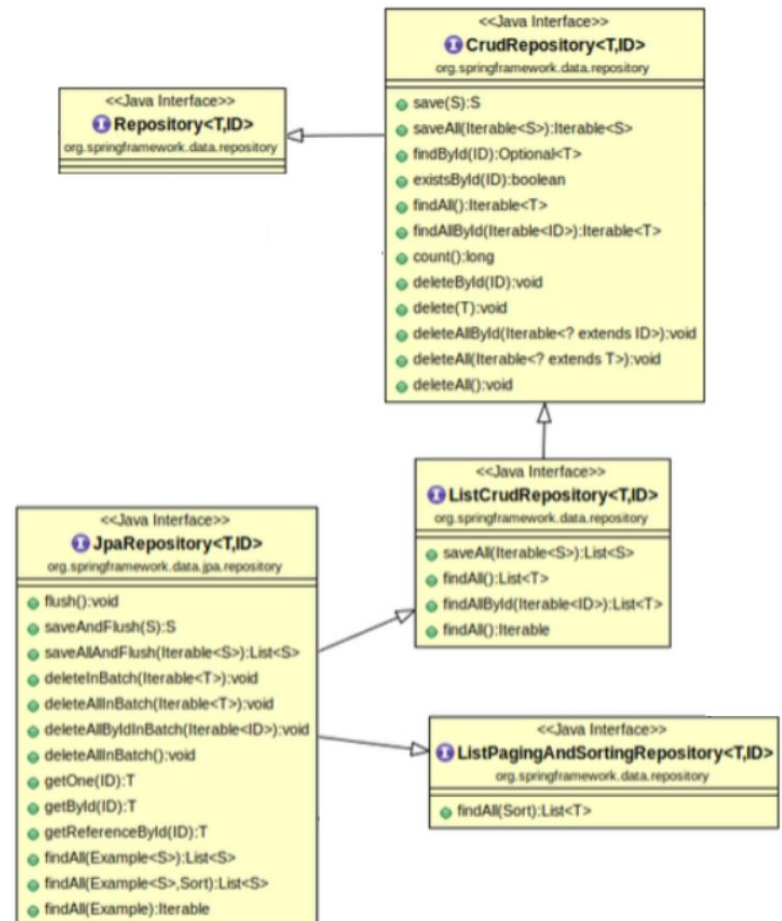 <<Java Interface>>
CrudRepository<T,ID>
org.springframework.data.repository
save(S):S
saveAll(Iterable<S>):Iterable<S>
findById(ID):Optional<T>
existsById(ID):boolean
findAll():Iterable<T>
findAllById(Iterable<ID>):Iterable<T>
count():long
deleteById(ID):void
delete(T):void
deleteAllById(Iterable<? extends ID>):void
deleteAll(Iterable<? extends T>):void
deleteAll():void
<<Java Interface>>
Repository<T,ID>
org.springframework.data.repository
<<Java Interface>>
ListCrudRepository<T,ID>
org.springframework.data.repository
saveAll(Iterable<S>):List<S>
findAll():List<T>
findAllById(Iterable<ID>):List<T>
findAll():Iterable
<<Java Interface>>
JpaRepository<T,ID>
org.springframework.data.jpa.repository
flush():void
saveAndFlush(S):S
saveAllAndFlush(Iterable<S>):List<S>
deleteInBatch(Iterable<T>):void
deleteAllInBatch(Iterable<T>):void
deleteAllByIdInBatch(Iterable<ID>):void
deleteAllInBatch():void
getOne(ID):T
getById(ID):T
getReferenceById(ID):T
findAll(Example<S>):List<S>
findAll(Example<S>,Sort):List<S>
findAll(Example):Iterable
<<Java Interface>>
ListPagingAndSortingRepository<T,ID>
org.springframework.data.repository
findAll(Sort):List<T>